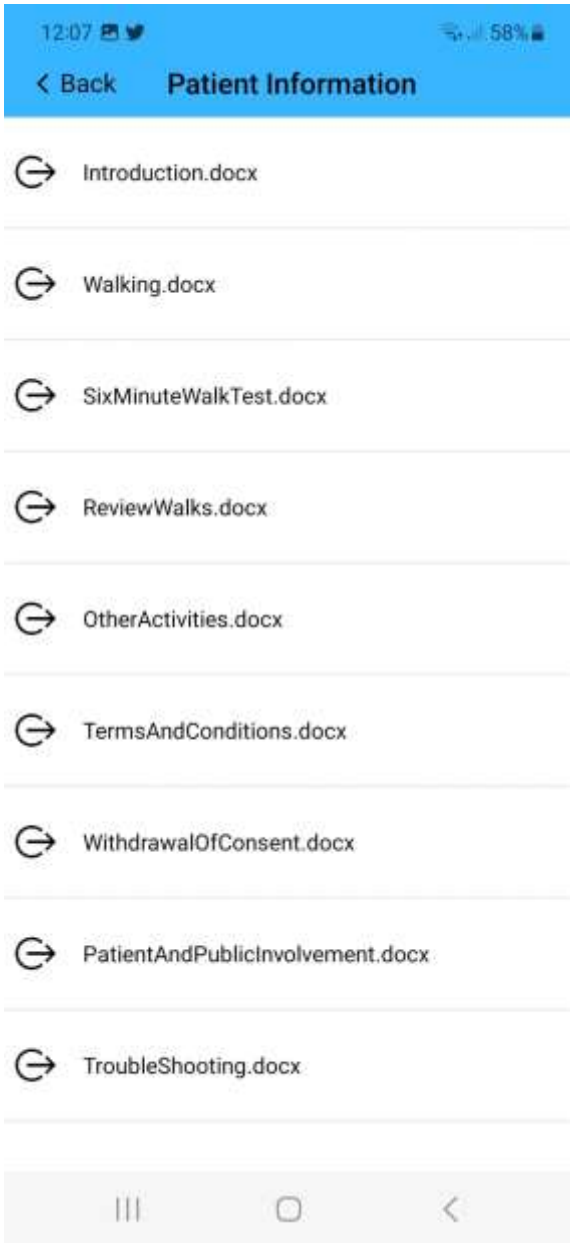 12:07 58%
< Back Patient Information
Introduction.docx
Walking.docx
SixMinuteWalkTest.docx
ReviewWalks.docx
OtherActivities.docx
TermsAndConditions.docx
WithdrawalOfConsent.docx
PatientAndPublicInvolvement.docx
TroubleShooting.docx